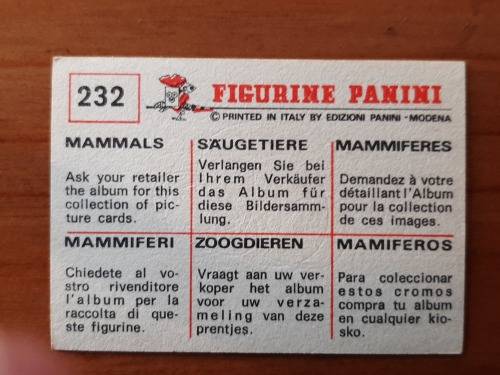 232
FIGURINE PANINI
© PRINTED IN ITALY BY EDIZIONI PANINI - MODENA
MAMMALS
Ask your retailer
the album for this
collection of pic-
ture cards.
SÄUGETIERE
Verlangen Sie bei
Ihrem Verkäufer
das Album für
diese Bildersamm-
lung.
MAMMIFERES
Demandez à votre
détaillant l'Album
pour la collection
de ces images.
MAMMIFERI
Chiedete al vo-
stro rivenditore
l'album per la
raccolta di que-
ste figurine.
ZOOGDIEREN
Vraagt aan uw ver-
koper het album
voor uw verza-
meling van deze
prentjes.
MAMIFEROS
Para coleccionar
estos cromos
compra tu album
en cualquier kio-
sko.